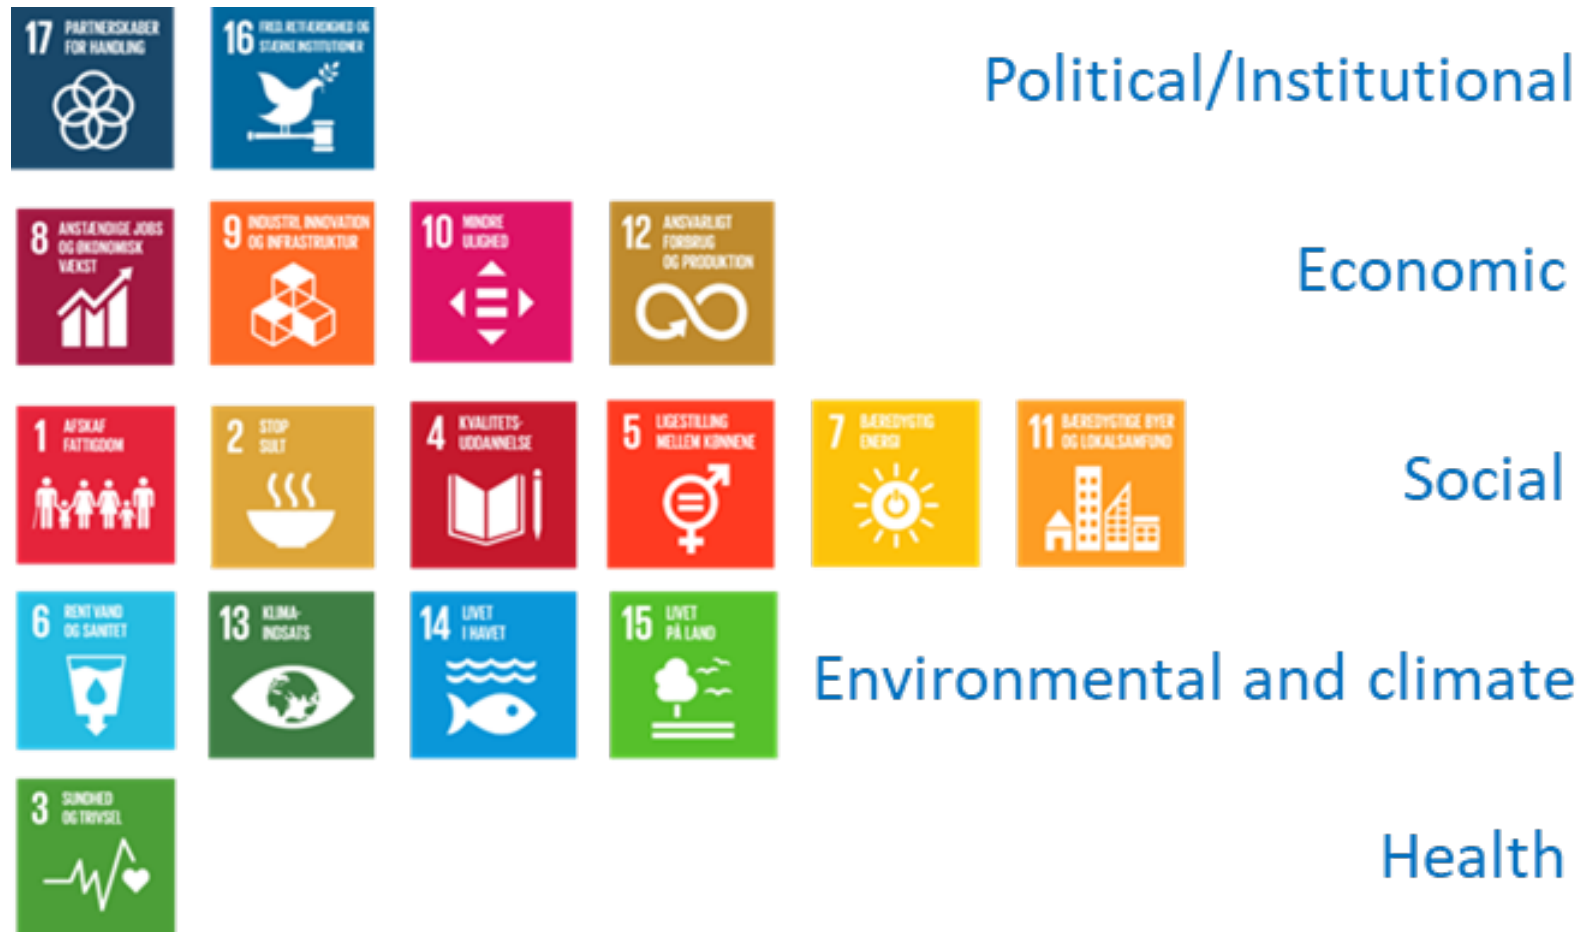 17 PARTNERSKABER
FOR HANDLING
16 FRED, RETFÆRDIGHED OG
STÆRKE INSTITUTIONER
Political/Institutional
8 ANSTÆNDIGE JOBS
OG ØKONOMISK
VÆKST
9 INDUSTRI, INNOVATION
OG INFRASTRUKTUR
10 MINDRE
ULIGHED
12 ANSVARLIGT
FORBRUG
OG PRODUKTION
Economic
1 AFSKAF
FATTIGDOM
2 STOP
SULT
4 KVALITETS-
UDDANNELSE
5 LIGESTILLING
MELLEM KØNNENE
7 BÆREDYGTIG
ENERGI
11 BÆREDYGTIGE BYER
OG LOKALSAMFUND
Social
6 RENT VAND
OG SANITET
13 KLIMA-
INDSATS
14 LIVET
I HAVET
15 LIVET
PÅ LAND
Environmental and climate
3 SUNDHED
OG TRIVSEL
Health